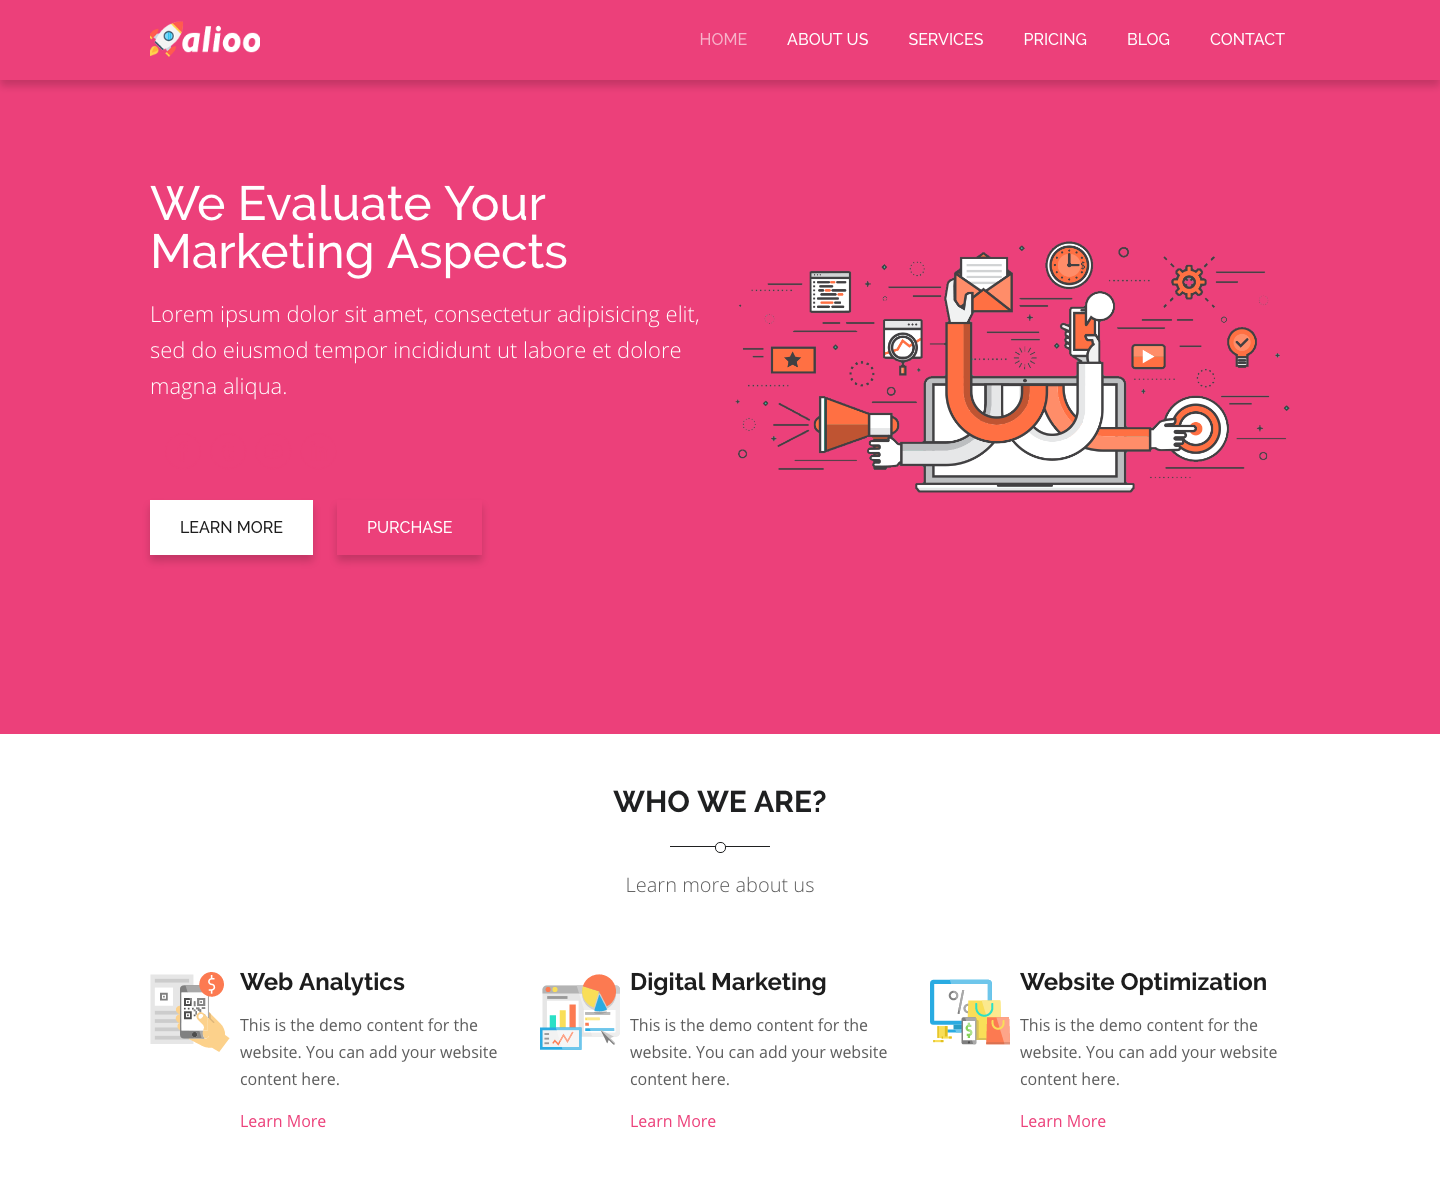 alioo
HOME ABOUT US SERVICES PRICING BLOG CONTACT
We Evaluate Your
Marketing Aspects
Lorem ipsum dolor sit amet, consectetur adipisicing elit,
sed do eiusmod tempor incididunt ut labore et dolore
magna aliqua.
LEARN MORE PURCHASE
WHO WE ARE?
Learn more about us
Web Analytics
This is the demo content for the
website. You can add your website
content here.
Learn More
Digital Marketing
This is the demo content for the
website. You can add your website
content here.
Learn More
%
$
Website Optimization
This is the demo content for the
website. You can add your website
content here.
Learn More